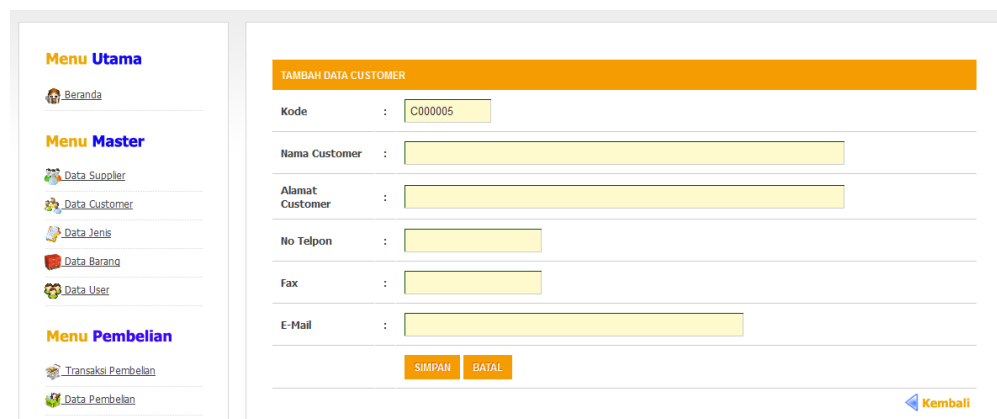 Menu Utama
Beranda
Menu Master
Data Supplier
Data Customer
Data Jenis
Data Barang
Data User
Menu Pembelian
Transaksi Pembelian
Data Pembelian
TAMBAH DATA CUSTOMER
Kode : C000005
Nama Customer :
Alamat
Customer :
No Telpon :
Fax :
E-Mail :
SIMPAN BATAL
Kembali